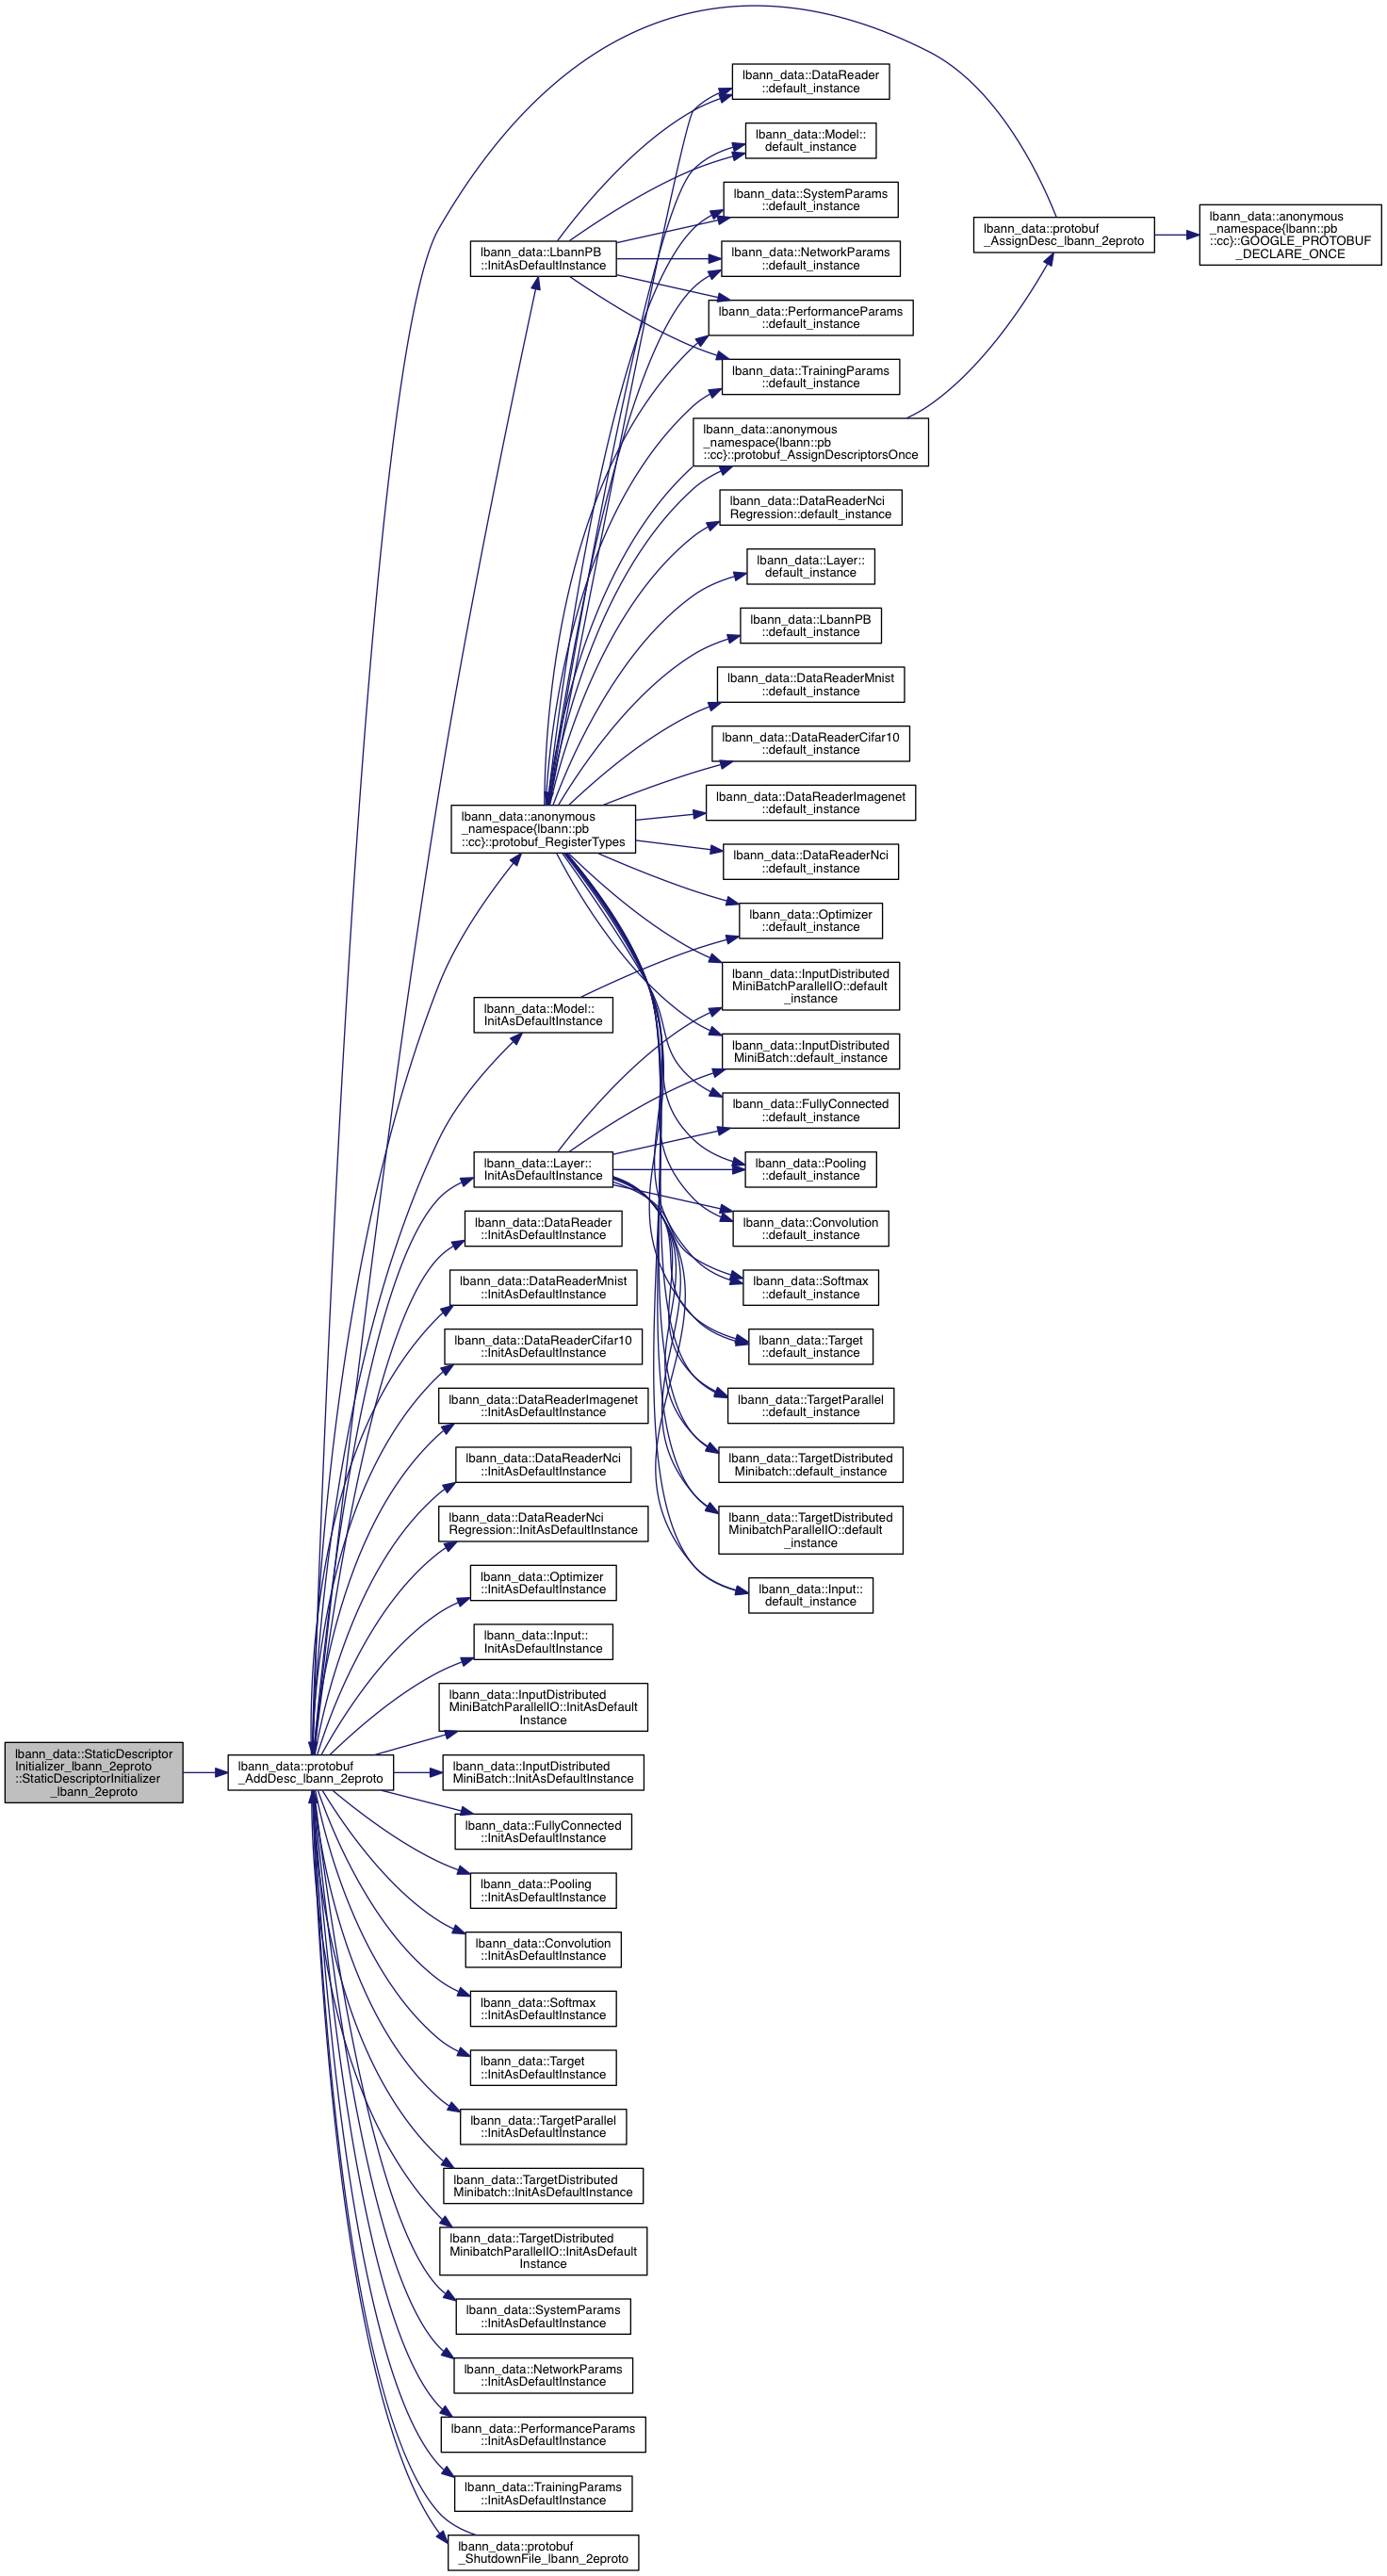 lbann_data::DataReader
::default_instance
lbann_data::Model::
default_instance
lbann_data::SystemParams
::default_instance
lbann_data::protobuf
_AssignDesc_lbann_2eproto
lbann_data::anonymous
_namespace{lbann::pb
::cc}::GOOGLE_PROTOBUF
_DECLARE_ONCE
lbann_data::LbannPB
::InitAsDefaultInstance
lbann_data::NetworkParams
::default_instance
lbann_data::PerformanceParams
::default_instance
lbann_data::TrainingParams
::default_instance
lbann_data::anonymous
_namespace{lbann::pb
::cc}::protobuf_AssignDescriptorsOnce
lbann_data::DataReaderNci
Regression::default_instance
lbann_data::Layer::
default_instance
lbann_data::LbannPB
::default_instance
lbann_data::DataReaderMnist
::default_instance
lbann_data::DataReaderCifar10
::default_instance
lbann_data::DataReaderImagenet
::default_instance
lbann_data::anonymous
_namespace{lbann::pb
::cc}::protobuf_RegisterTypes
lbann_data::DataReaderNci
::default_instance
lbann_data::Optimizer
::default_instance
lbann_data::InputDistributed
MiniBatchParallelIO::default
_instance
lbann_data::Model::
InitAsDefaultInstance
lbann_data::InputDistributed
MiniBatch::default_instance
lbann_data::FullyConnected
::default_instance
lbann_data::Layer::
InitAsDefaultInstance
lbann_data::Pooling
::default_instance
lbann_data::DataReader
::InitAsDefaultInstance
lbann_data::Convolution
::default_instance
lbann_data::DataReaderMnist
::InitAsDefaultInstance
lbann_data::Softmax
::default_instance
lbann_data::DataReaderCifar10
::InitAsDefaultInstance
lbann_data::Target
::default_instance
lbann_data::DataReaderImagenet
::InitAsDefaultInstance
lbann_data::TargetParallel
::default_instance
lbann_data::DataReaderNci
::InitAsDefaultInstance
lbann_data::TargetDistributed
Minibatch::default_instance
lbann_data::DataReaderNci
Regression::InitAsDefaultInstance
lbann_data::TargetDistributed
MinibatchParallelIO::default
_instance
lbann_data::Optimizer
::InitAsDefaultInstance
lbann_data::Input::
default_instance
lbann_data::Input::
InitAsDefaultInstance
lbann_data::InputDistributed
MiniBatchParallelIO::InitAsDefault
Instance
lbann_data::StaticDescriptor
Initializer_lbann_2eproto
::StaticDescriptorInitializer
_lbann_2eproto
lbann_data::protobuf
_AddDesc_lbann_2eproto
lbann_data::InputDistributed
MiniBatch::InitAsDefaultInstance
lbann_data::FullyConnected
::InitAsDefaultInstance
lbann_data::Pooling
::InitAsDefaultInstance
lbann_data::Convolution
::InitAsDefaultInstance
lbann_data::Softmax
::InitAsDefaultInstance
lbann_data::Target
::InitAsDefaultInstance
lbann_data::TargetParallel
::InitAsDefaultInstance
lbann_data::TargetDistributed
Minibatch::InitAsDefaultInstance
lbann_data::TargetDistributed
MinibatchParallelIO::InitAsDefault
Instance
lbann_data::SystemParams
::InitAsDefaultInstance
lbann_data::NetworkParams
::InitAsDefaultInstance
lbann_data::PerformanceParams
::InitAsDefaultInstance
lbann_data::TrainingParams
::InitAsDefaultInstance
lbann_data::protobuf
_ShutdownFile_lbann_2eproto